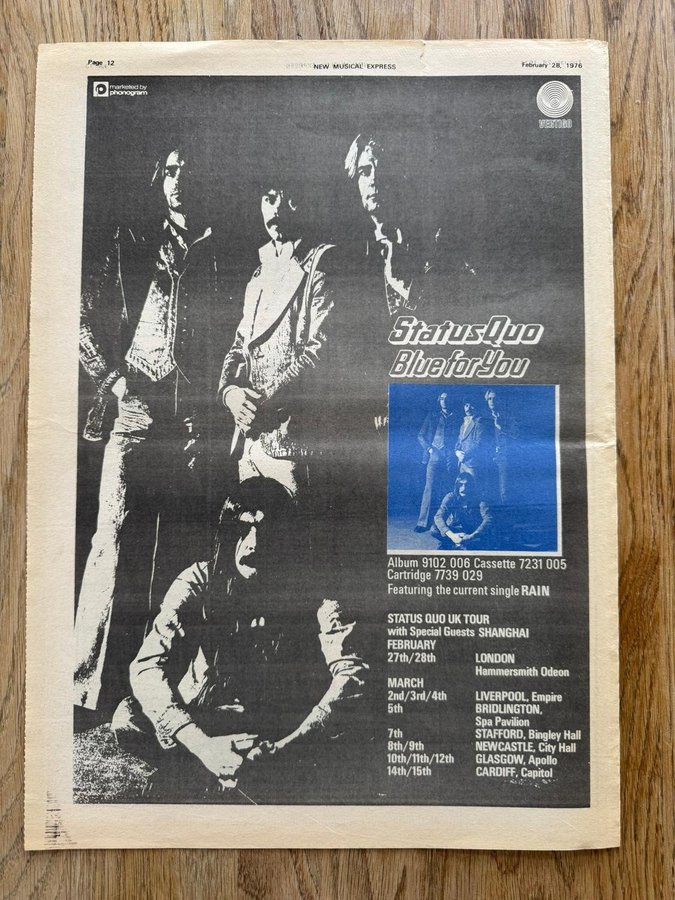 Page 12
NEW MUSICAL EXPRESS
February 28, 1976
marketed by
phonogram
VERTIGO
Status Quo
Blue for You
Album 9102 006 Cassette 7231 005
Cartridge 7739 029
Featuring the current single RAIN
STATUS QUO UK TOUR
with Special Guests SHANGHAI
FEBRUARY
27th/28th LONDON
Hammersmith Odeon
MARCH
2nd/3rd/4th LIVERPOOL, Empire
5th BRIDLINGTON,
Spa Pavilion
7th STAFFORD, Bingley Hall
8th/9th NEWCASTLE, City Hall
10th/11th/12th GLASGOW, Apollo
14th/15th CARDIFF, Capitol